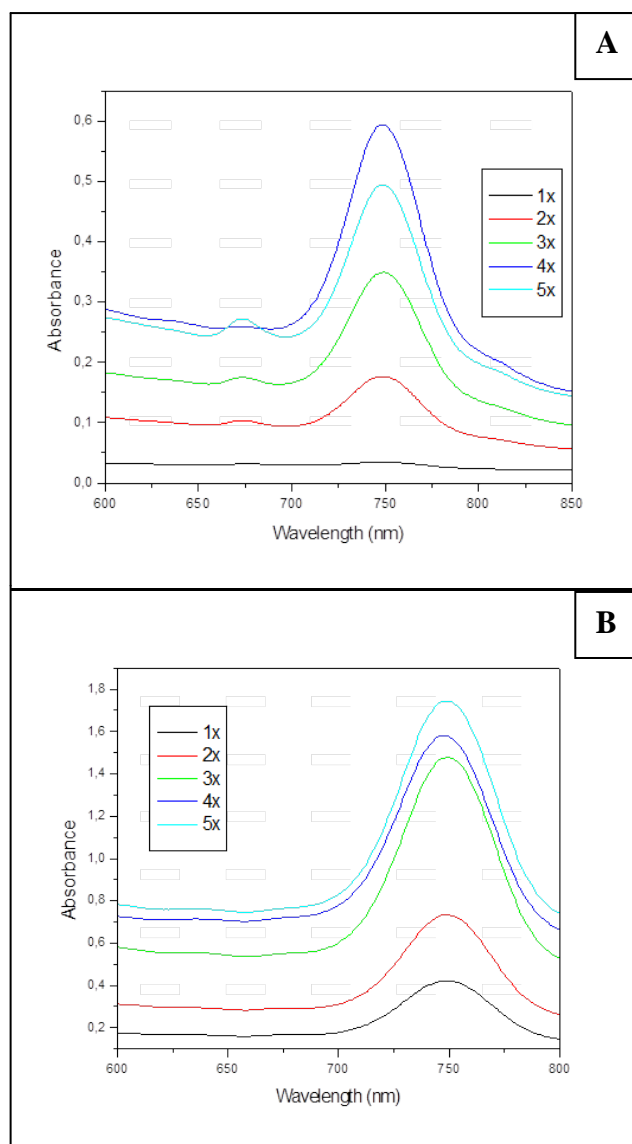 A
0,6
0,5
0,4
0,3
0,2
0,1
0,0
Absorbance
1x
2x
3x
4x
5x
600 650 700 750 800 850
Wavelength (nm)
B
1,8
1,6
1,4
1,2
1,0
0,8
0,6
0,4
0,2
Absorbance
1x
2x
3x
4x
5x
600 650 700 750 800
Wavelength (nm)